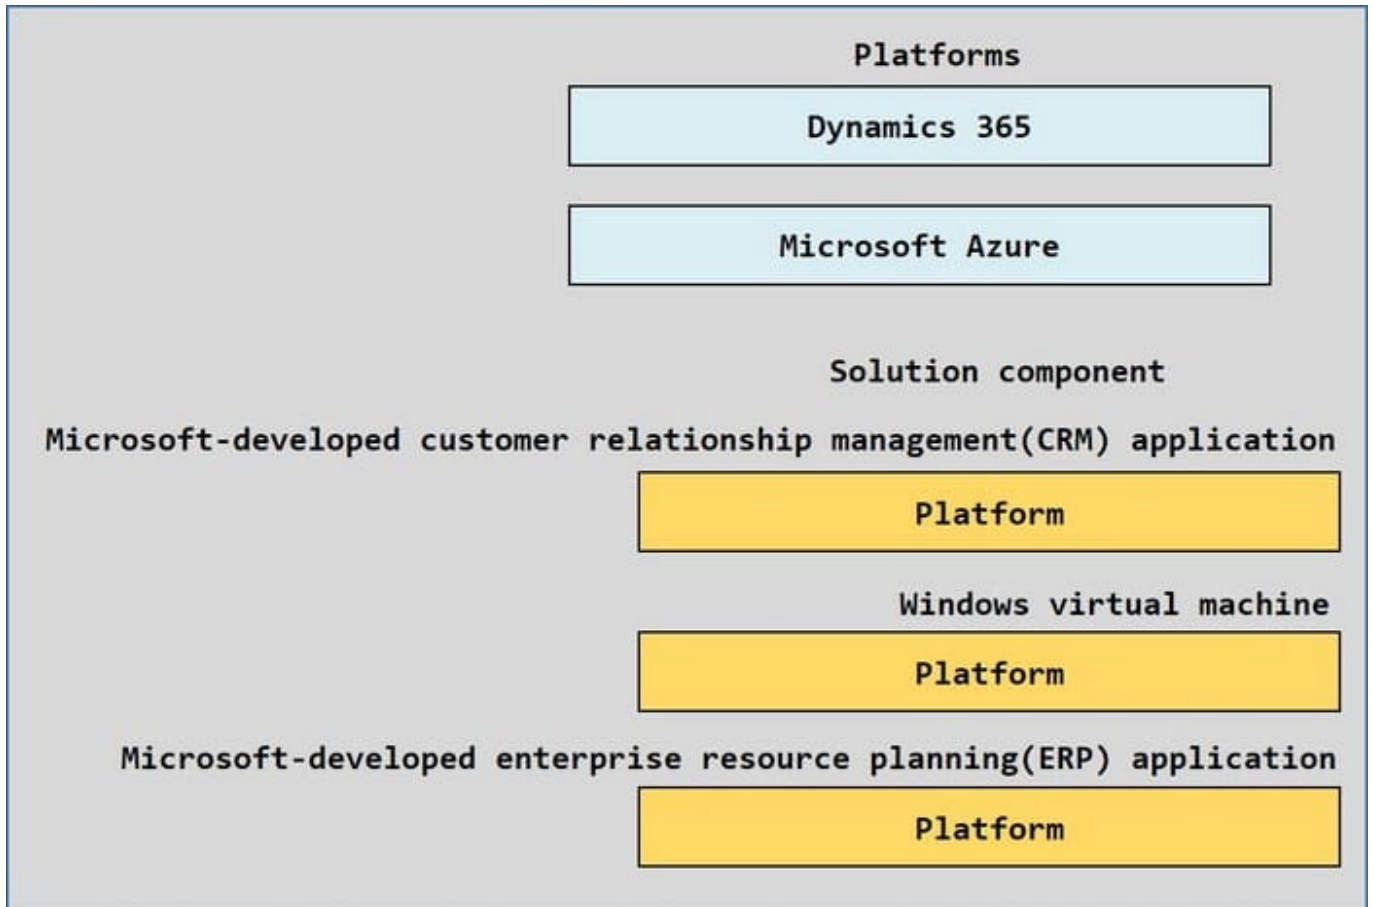 Platforms
Dynamics 365
Microsoft Azure
Solution component
Microsoft-developed customer relationship management(CRM) application
Platform
Windows virtual machine
Platform
Microsoft-developed enterprise resource planning(ERP) application
Platform